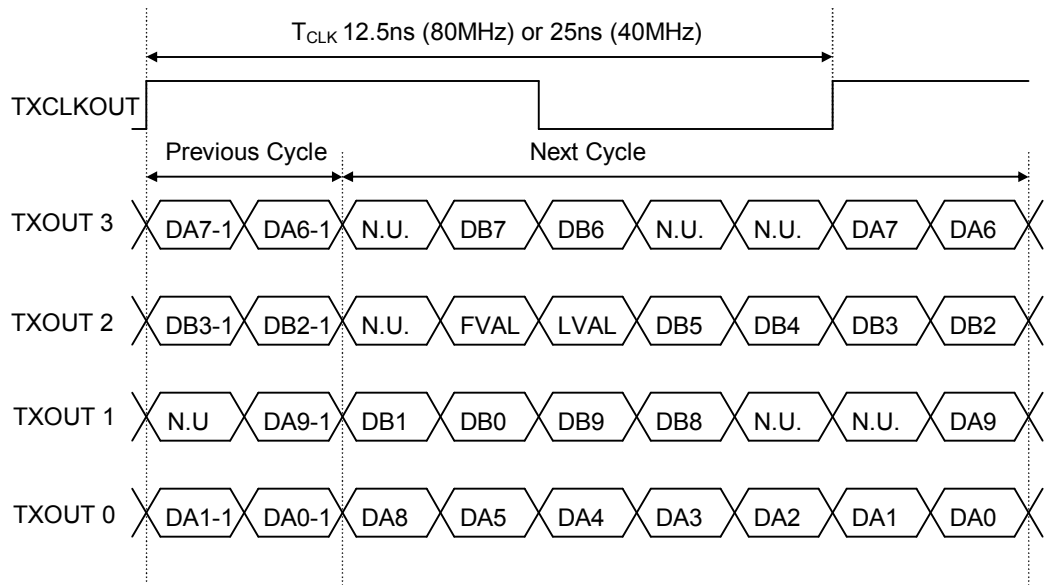 T_CLK 12.5ns (80MHz) or 25ns (40MHz)
TXCLKOUT
Previous Cycle Next Cycle
TXOUT 3 DA7-1 DA6-1 N.U. DB7 DB6 N.U. N.U. DA7 DA6
TXOUT 2 DB3-1 DB2-1 N.U. FVAL LVAL DB5 DB4 DB3 DB2
TXOUT 1 N.U DA9-1 DB1 DB0 DB9 DB8 N.U. N.U. DA9
TXOUT 0 DA1-1 DA0-1 DA8 DA5 DA4 DA3 DA2 DA1 DA0